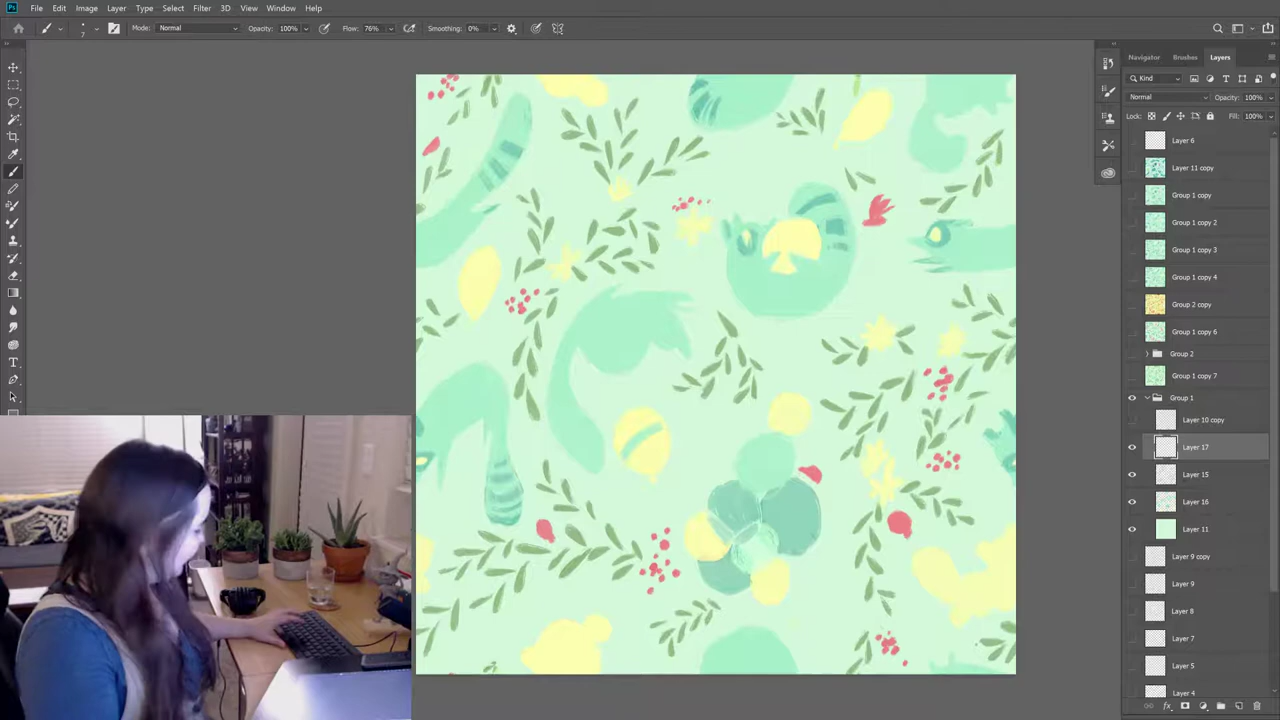 Ps File Edit Image Layer Type Select Filter 3D View Window Help
7 Mode: Normal Opacity: 100% Flow: 76% Smoothing: 0%
Navigator Brushes Layers
Kind
Normal Opacity: 100%
Lock: Fill: 100%
Layer 6
Layer 11 copy
Group 1 copy
Group 1 copy 2
Group 1 copy 3
Group 1 copy 4
Group 2 copy
Group 1 copy 6
Group 2
Group 1 copy 7
Group 1
Layer 10 copy
Layer 17
Layer 15
Layer 16
Layer 11
Layer 9 copy
Layer 9
Layer 8
Layer 7
Layer 5
Layer 4
fx